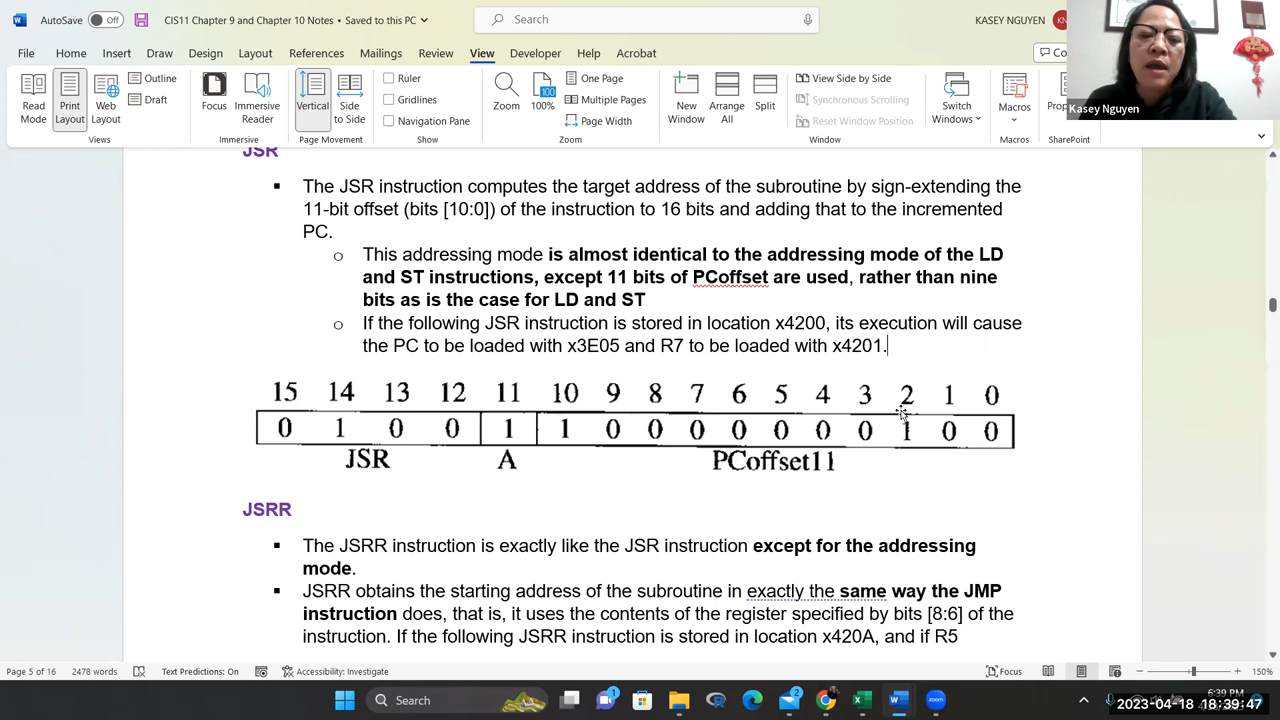 AutoSave Off CIS11 Chapter 9 and Chapter 10 Notes • Saved to this PC Search KASEY NGUYEN KN
File Home Insert Draw Design Layout References Mailings Review View Developer Help Acrobat
Read Mode Print Layout Web Layout Outline Draft Focus Immersive Reader Vertical Side to Side Ruler Gridlines Navigation Pane Zoom 100% One Page Multiple Pages Page Width New Window Arrange All Split View Side by Side Synchronous Scrolling Reset Window Position Switch Windows Macros
Views Immersive Page Movement Show Zoom Window Macros SharePoint
Kasey Nguyen
JSR
▪ The JSR instruction computes the target address of the subroutine by sign-extending the
11-bit offset (bits [10:0]) of the instruction to 16 bits and adding that to the incremented
PC.
o This addressing mode is almost identical to the addressing mode of the LD
and ST instructions, except 11 bits of PCoffset are used, rather than nine
bits as is the case for LD and ST
o If the following JSR instruction is stored in location x4200, its execution will cause
the PC to be loaded with x3E05 and R7 to be loaded with x4201.
15 14 13 12 11 10 9 8 7 6 5 4 3 2 1 0
0 1 0 0 1 1 0 0 0 0 0 0 0 1 0 0
JSR A PCoffset11
JSRR
▪ The JSRR instruction is exactly like the JSR instruction except for the addressing
mode.
▪ JSRR obtains the starting address of the subroutine in exactly the same way the JMP
instruction does, that is, it uses the contents of the register specified by bits [8:6] of the
instruction. If the following JSRR instruction is stored in location x420A, and if R5
Page 5 of 16 2478 words Text Predictions: On Accessibility: Investigate Focus 150%
Search
6:39 PM
2023-04-18 18:39:47